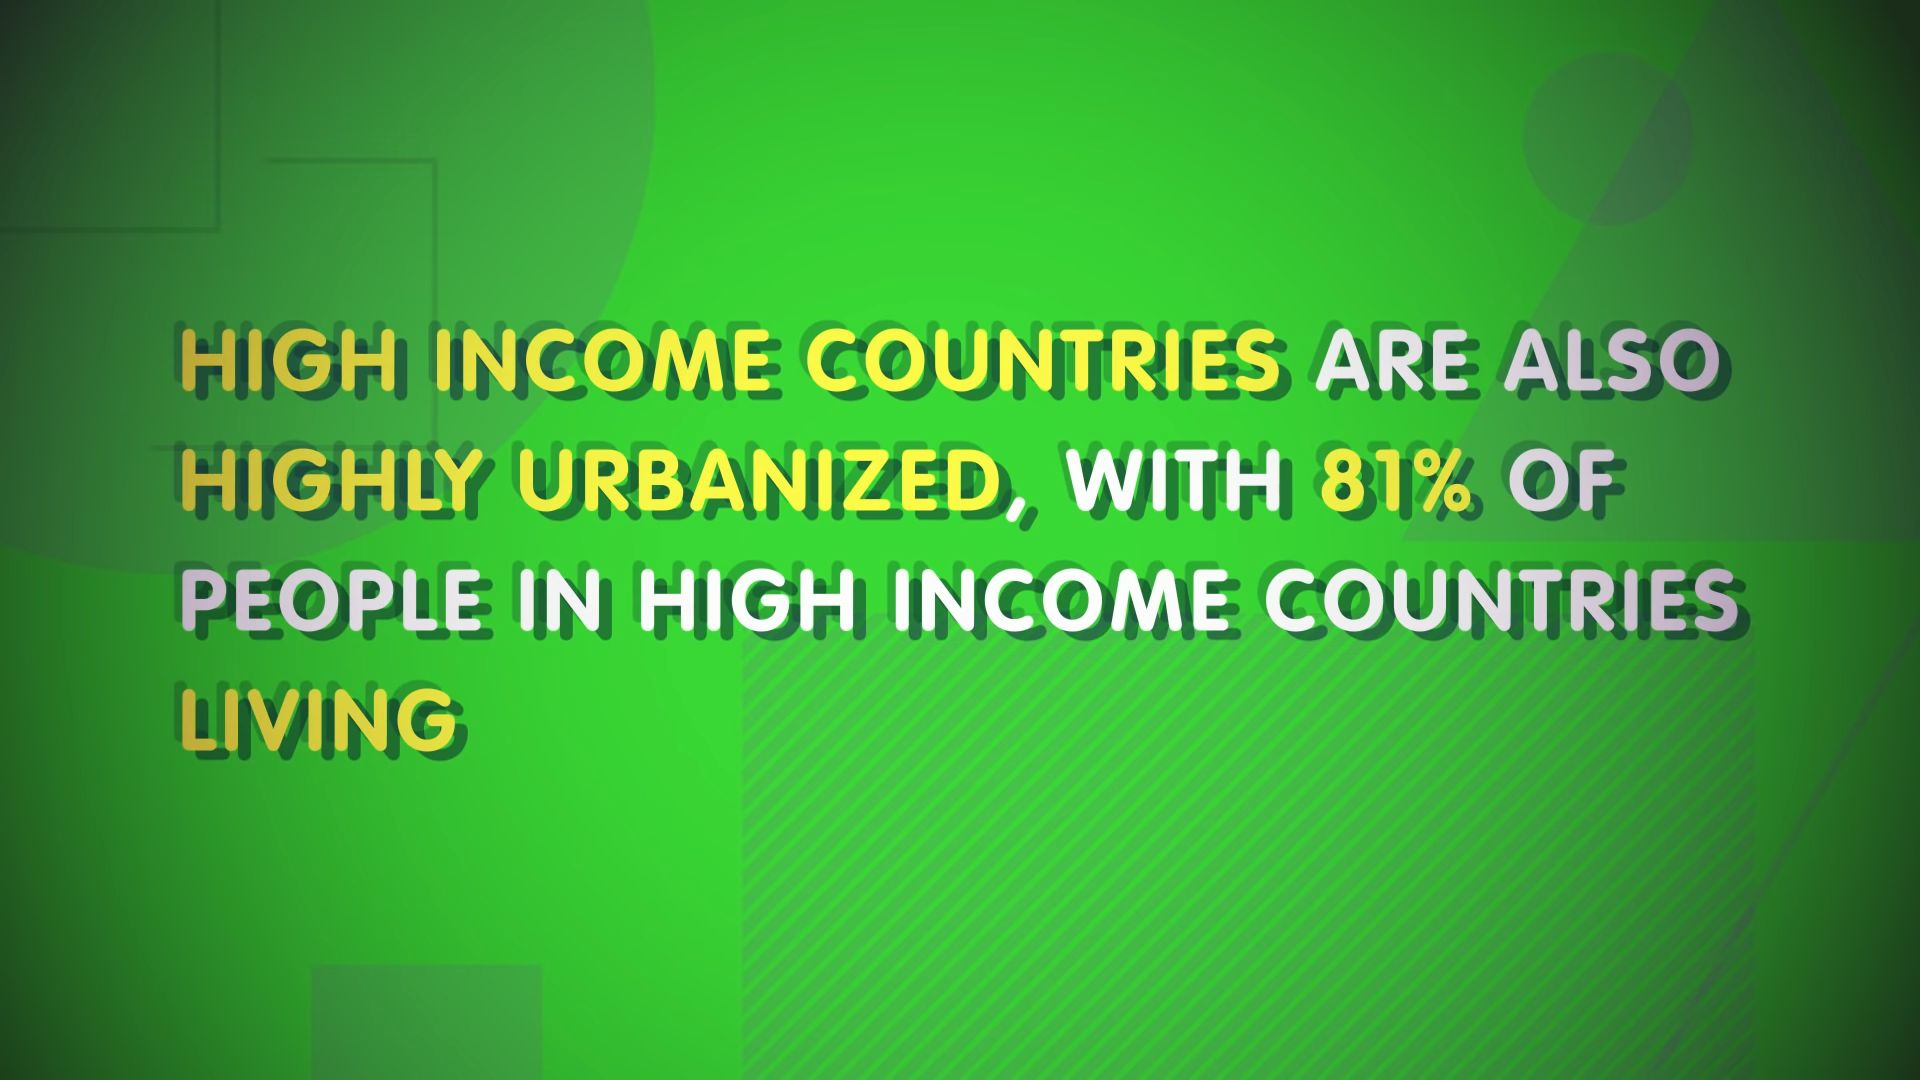 HIGH INCOME COUNTRIES ARE ALSO
HIGHLY URBANIZED, WITH 81% OF
PEOPLE IN HIGH INCOME COUNTRIES
LIVING